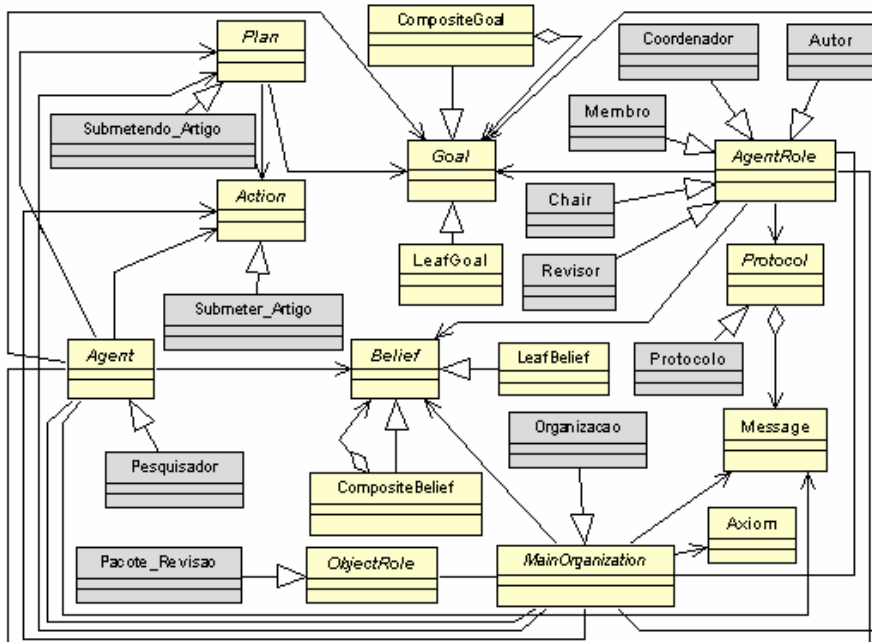 CompositeGoal
Plan
Coordenador
Autor
Submetendo_Artigo
Membro
Goal
AgentRole
Action
Chair
LeafGoal
Revisor
Protocol
Submeter_Artigo
Agent
Belief
LeafBelief
Protocolo
Organizacao
Message
Pesquisador
CompositeBelief
Axiom
Pacote_Revisao
ObjectRole
MainOrganization